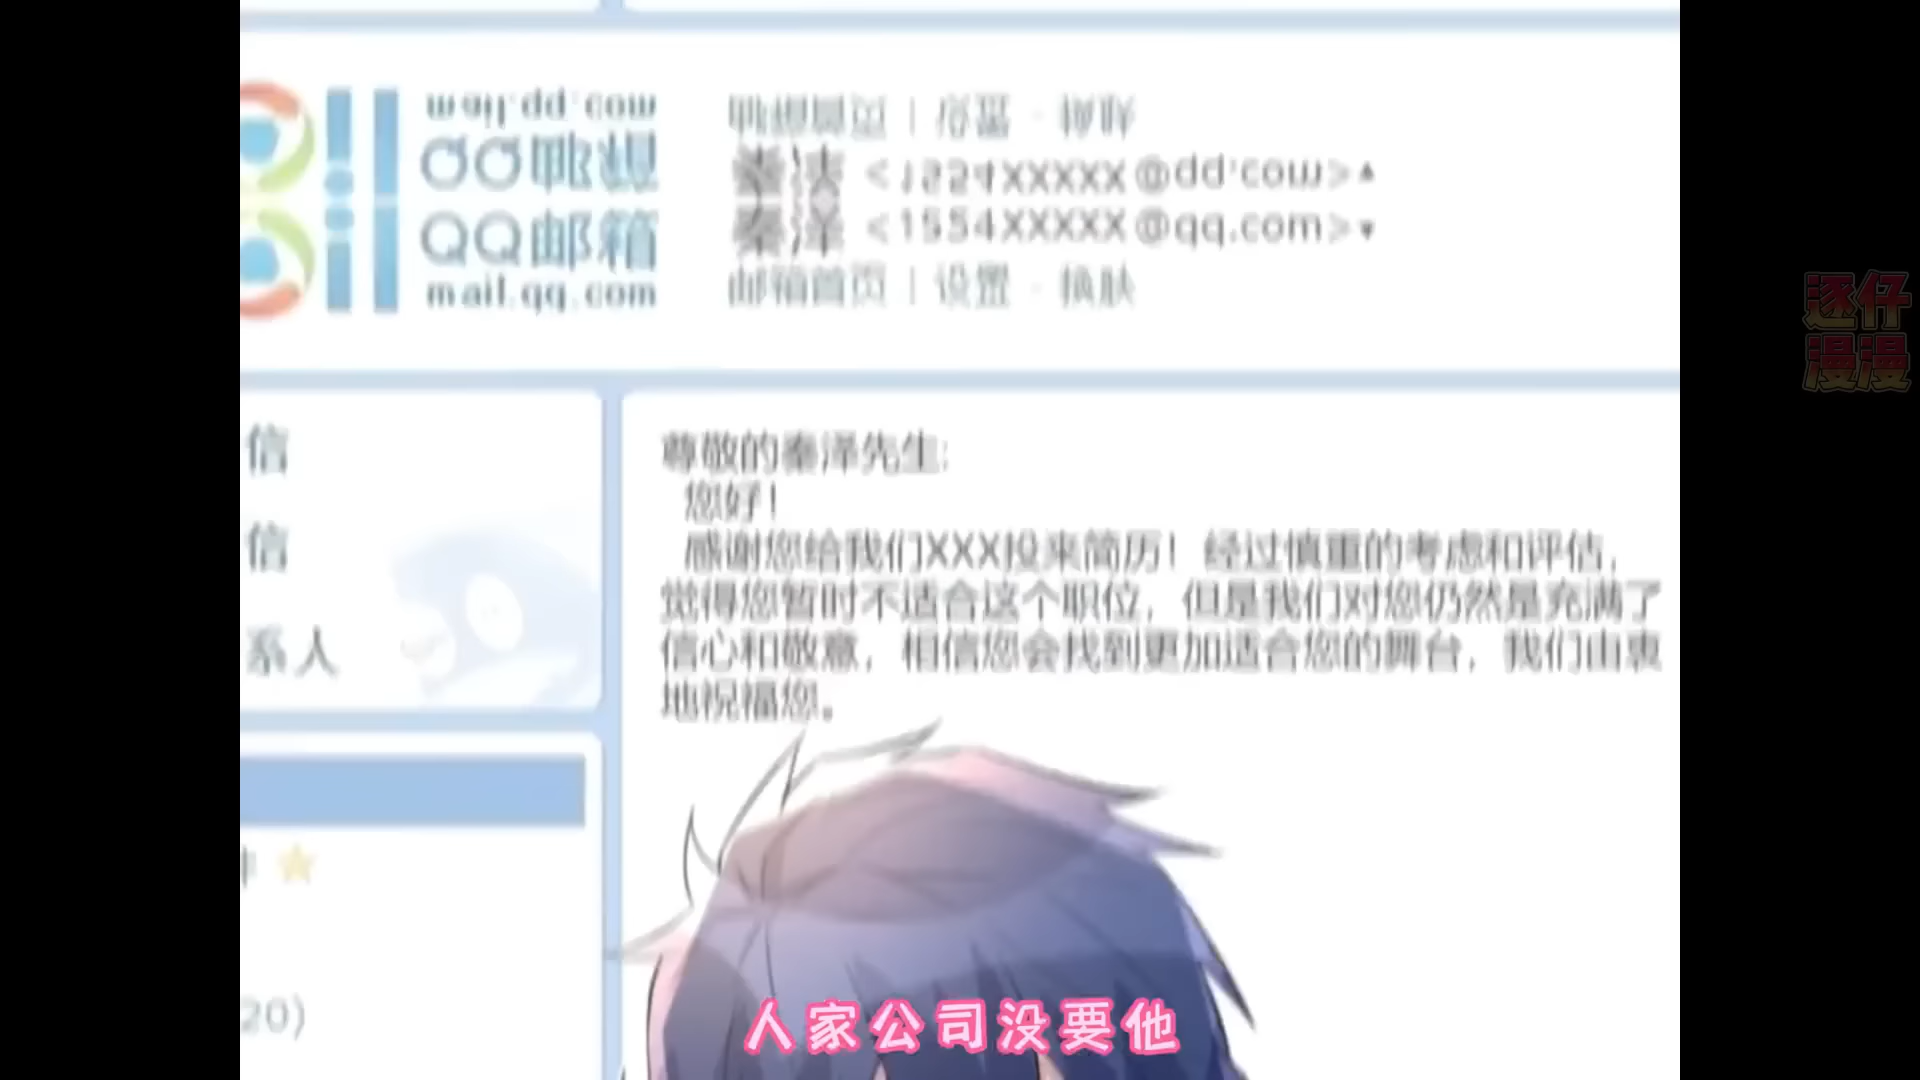 QQ邮箱
mail.qq.com
秦泽 <1554XXXXX@qq.com>
邮箱首页 | 设置 - 换肤
信
信
系人
20)
尊敬的秦泽先生:
您好!
感谢您给我们XXX投来简历! 经过慎重的考虑和评估,
觉得您暂时不适合这个职位, 但是我们对您仍然是充满了
信心和敬意, 相信您会找到更加适合您的舞台, 我们由衷
地祝福您。
人家公司没要他
逐仔
漫漫